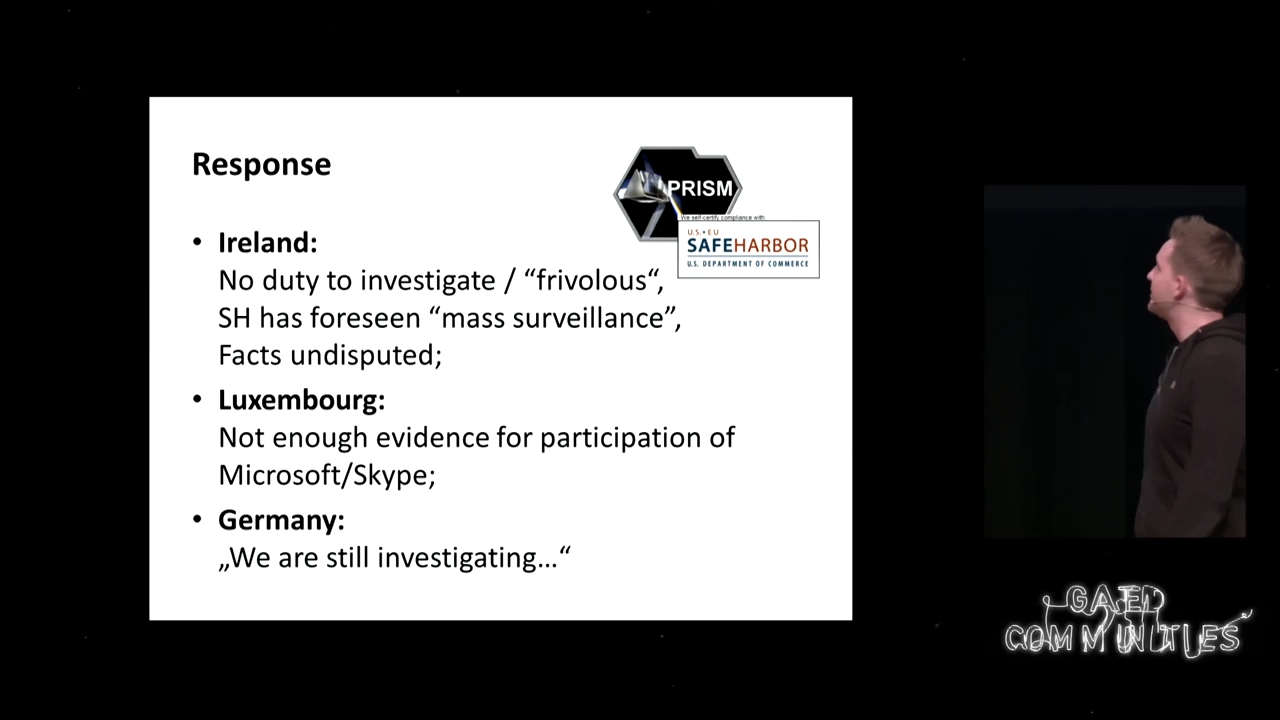 Response
PRISM
We self-certify compliance with:
U.S.•EU
SAFEHARBOR
U.S. DEPARTMENT OF COMMERCE
• Ireland:
No duty to investigate / “frivolous“,
SH has foreseen “mass surveillance”,
Facts undisputed;
• Luxembourg:
Not enough evidence for participation of
Microsoft/Skype;
• Germany:
„We are still investigating...“
GATED
COMMUNITIES